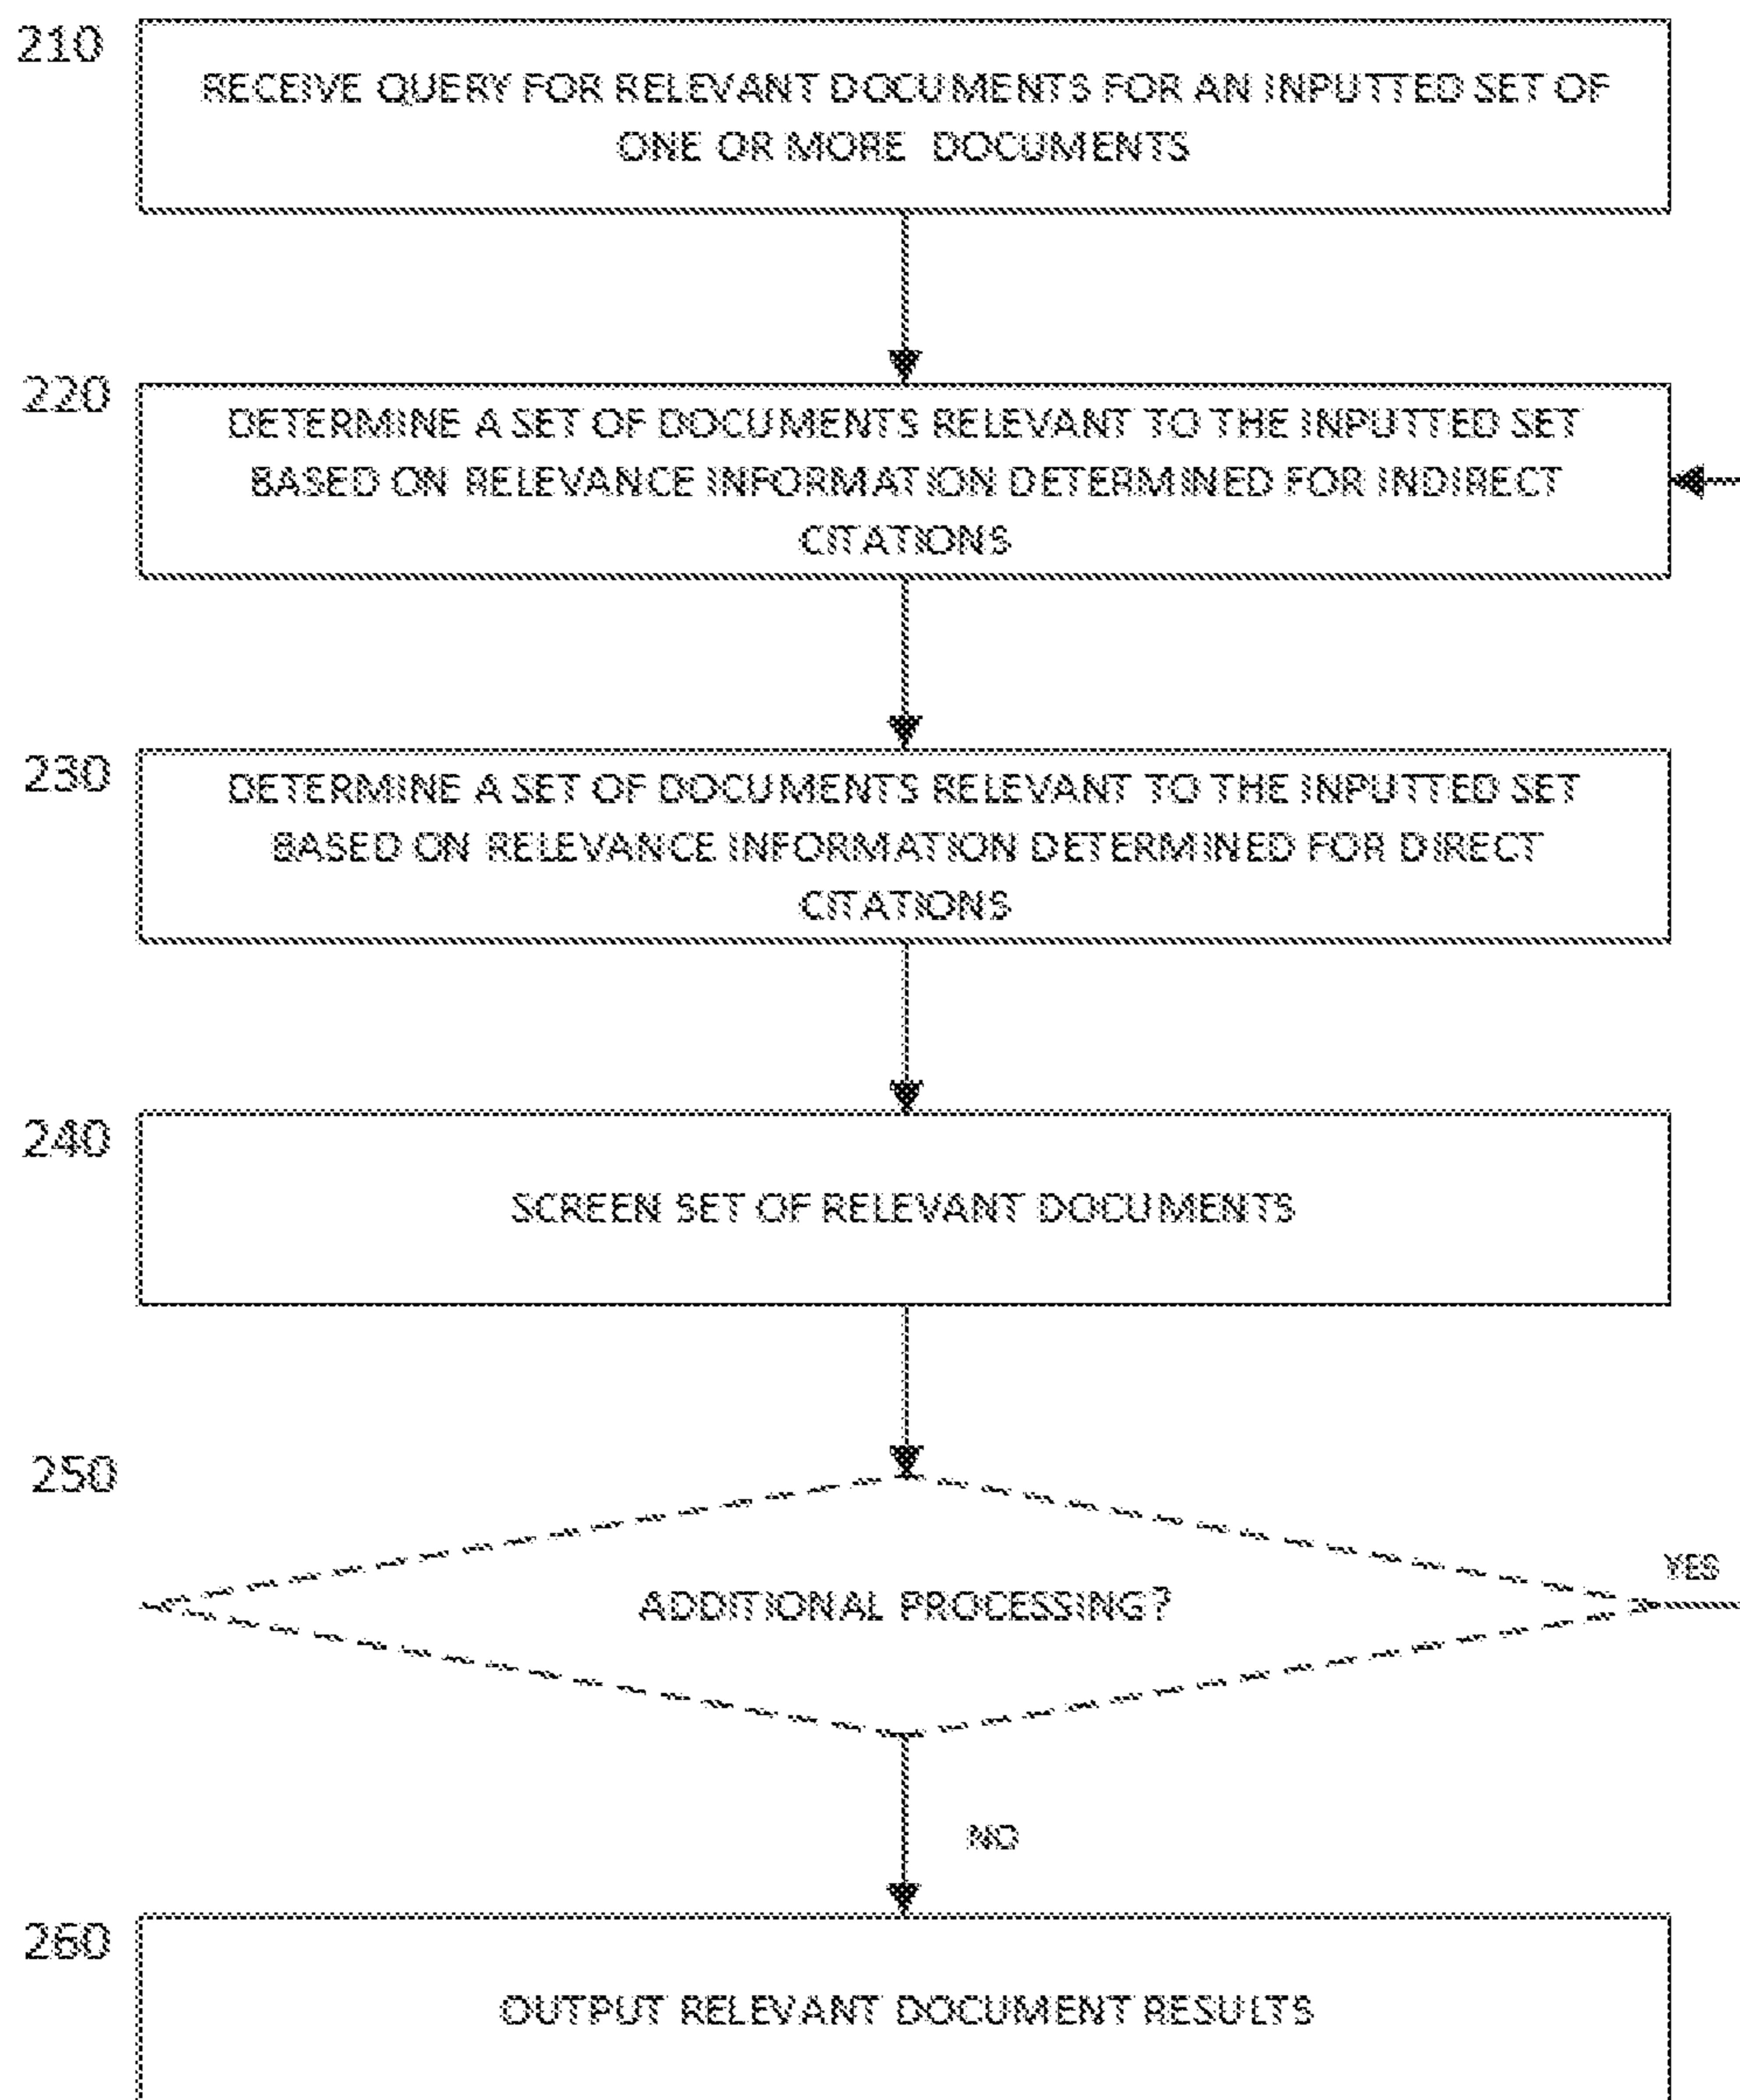 210
RECEIVE QUERY FOR RELEVANT DOCUMENTS FOR AN INPUTTED SET OF
ONE OR MORE DOCUMENTS
220
DETERMINE A SET OF DOCUMENTS RELEVANT TO THE INPUTTED SET
BASED ON RELEVANCE INFORMATION DETERMINED FOR INDIRECT
CITATIONS
230
DETERMINE A SET OF DOCUMENTS RELEVANT TO THE INPUTTED SET
BASED ON RELEVANCE INFORMATION DETERMINED FOR DIRECT
CITATIONS
240
SCREEN SET OF RELEVANT DOCUMENTS
250
YES
ADDITIONAL PROCESSING?
NO
260
OUTPUT RELEVANT DOCUMENT RESULTS